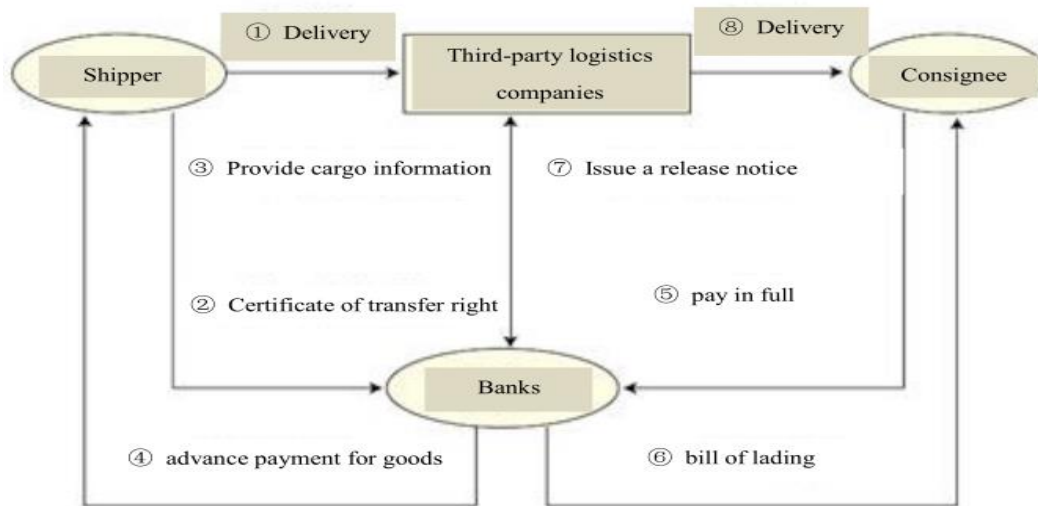 ① Delivery
⑧ Delivery
Shipper
Third-party logistics
companies
Consignee
③ Provide cargo information
⑦ Issue a release notice
② Certificate of transfer right
⑤ pay in full
Banks
④ advance payment for goods
⑥ bill of lading